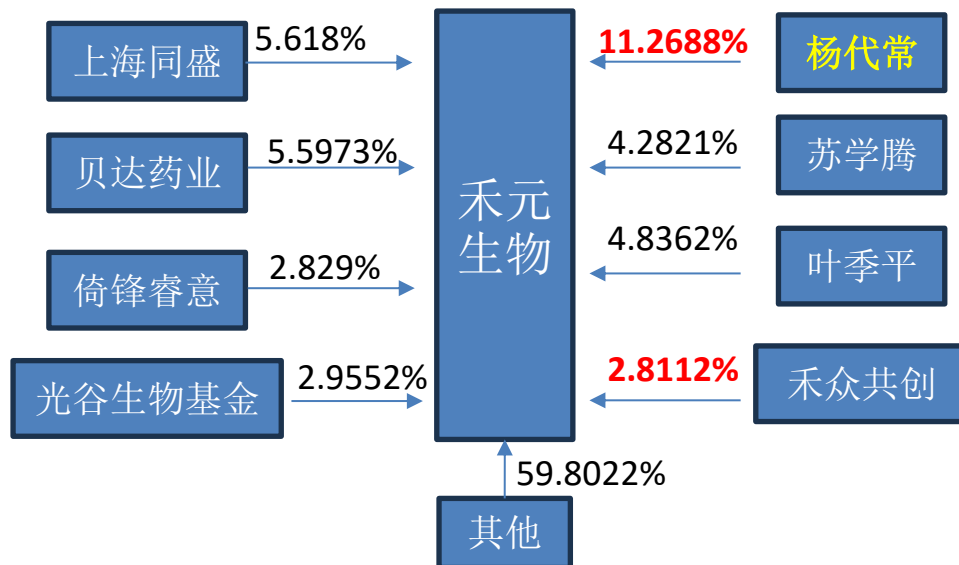 上海同盛
5.618%
11.2688%
杨代常
贝达药业
5.5973%
4.2821%
苏学腾
禾元
生物
倚锋睿意
2.829%
4.8362%
叶季平
光谷生物基金
2.9552%
2.8112%
禾众共创
59.8022%
其他